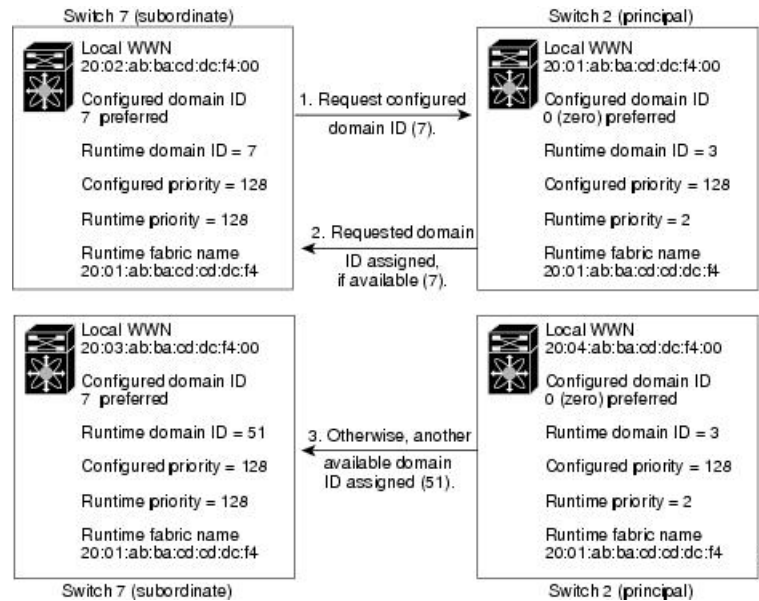 Switch 7 (subordinate)
Local WWN
20:02:ab:ba:cd:dc:f4:00
Configured domain ID
7 preferred
Runtime domain ID = 7
Configured priority = 128
Runtime priority = 128
Runtime fabric name
20:01:ab:ba:cd:cd:dc:f4
1. Request configured
domain ID (7).
2. Requested domain
ID assigned,
if available (7).
Switch 2 (principal)
Local WWN
20:01:ab:ba:cd:dc:f4:00
Configured domain ID
0 (zero) preferred
Runtime domain ID = 3
Configured priority = 128
Runtime priority = 2
Runtime fabric name
20:01:ab:ba:cd:cd:dc:f4
Local WWN
20:03:ab:ba:cd:dc:f4:00
Configured domain ID
7 preferred
Runtime domain ID = 51
Configured priority = 128
Runtime priority = 128
Runtime fabric name
20:01:ab:ba:cd:cd:dc:f4
Switch 7 (subordinate)
3. Otherwise, another
available domain
ID assigned (51).
Local WWN
20:04:ab:ba:cd:dc:f4:00
Configured domain ID
0 (zero) preferred
Runtime domain ID = 3
Configured priority = 128
Runtime priority = 2
Runtime fabric name
20:01:ab:ba:cd:cd:dc:f4
Switch 2 (principal)